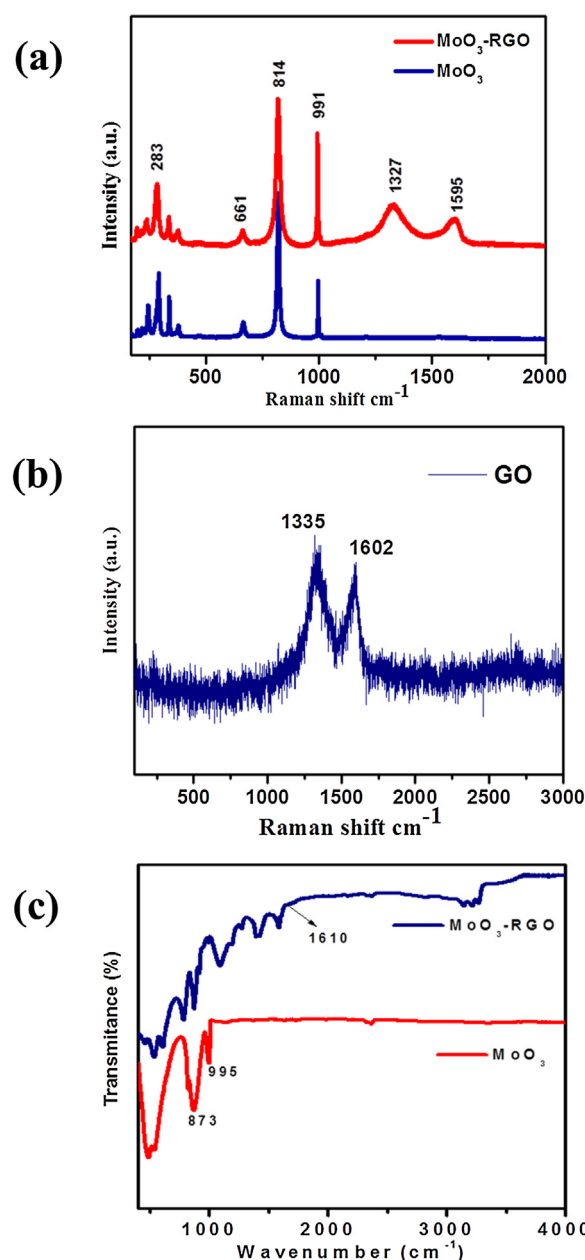 (a)
MoO3-RGO
MoO3
283
661
814
991
1327
1595
Intensity (a.u.)
500
1000
1500
2000
Raman shift cm-1
(b)
GO
1335
1602
Intensity (a.u.)
500
1000
1500
2000
2500
3000
Raman shift cm-1
(c)
1610
MoO3-RGO
995
873
MoO3
Transmitance (%)
1000
2000
3000
4000
Wavenumber (cm-1)